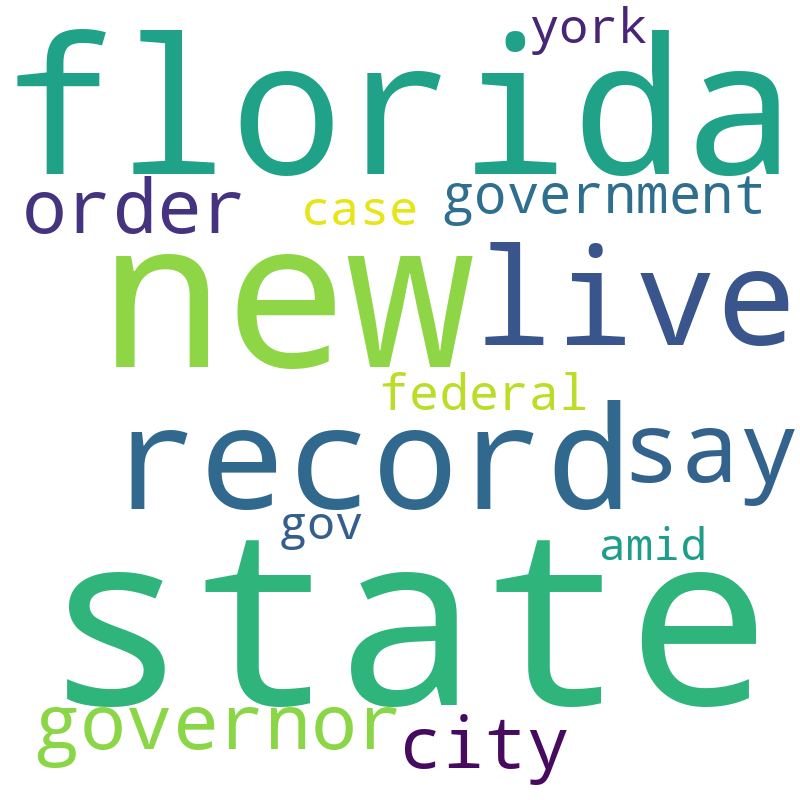 york
florida
order
case
government
new
live
federal
record
say
gov
amid
state
governor
city